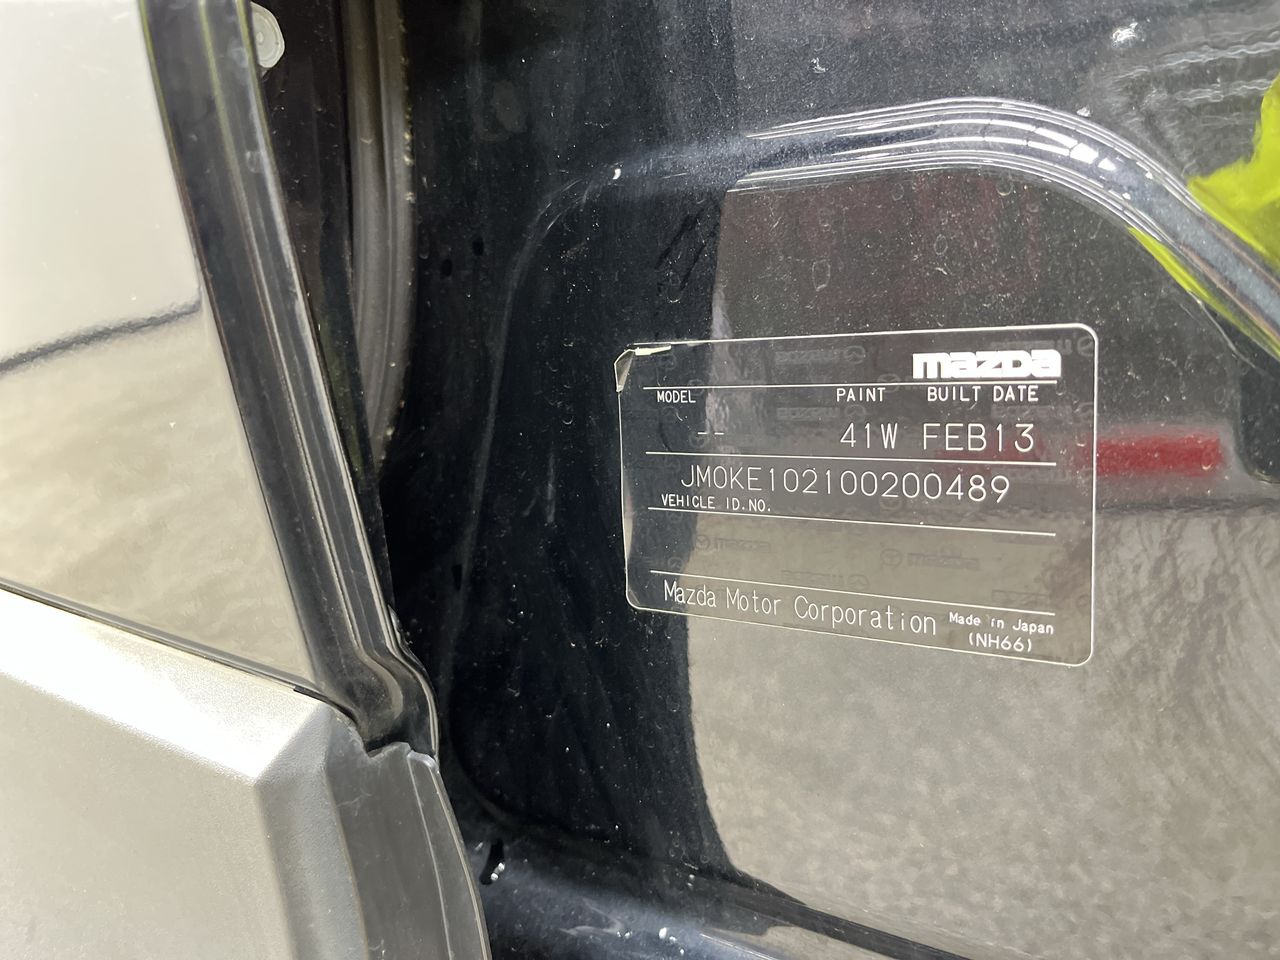 mazda
MODEL PAINT BUILT DATE
-- 41W FEB13
JM0KE102100200489
VEHICLE ID.NO.
Mazda Motor Corporation Made in Japan
(NH66)